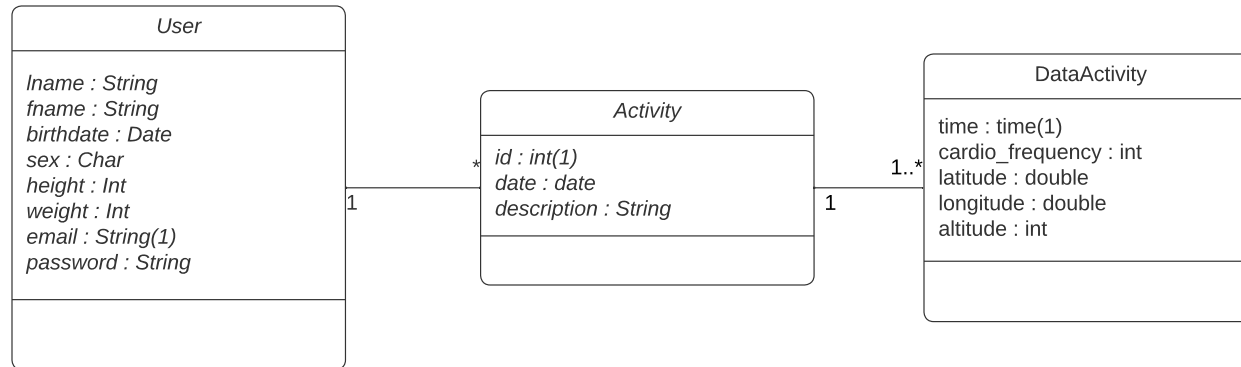 User
lname : String
fname : String
birthdate : Date
sex : Char
height : Int
weight : Int
email : String(1)
password : String
1
*
Activity
id : int(1)
date : date
description : String
1
1..*
DataActivity
time : time(1)
cardio_frequency : int
latitude : double
longitude : double
altitude : int